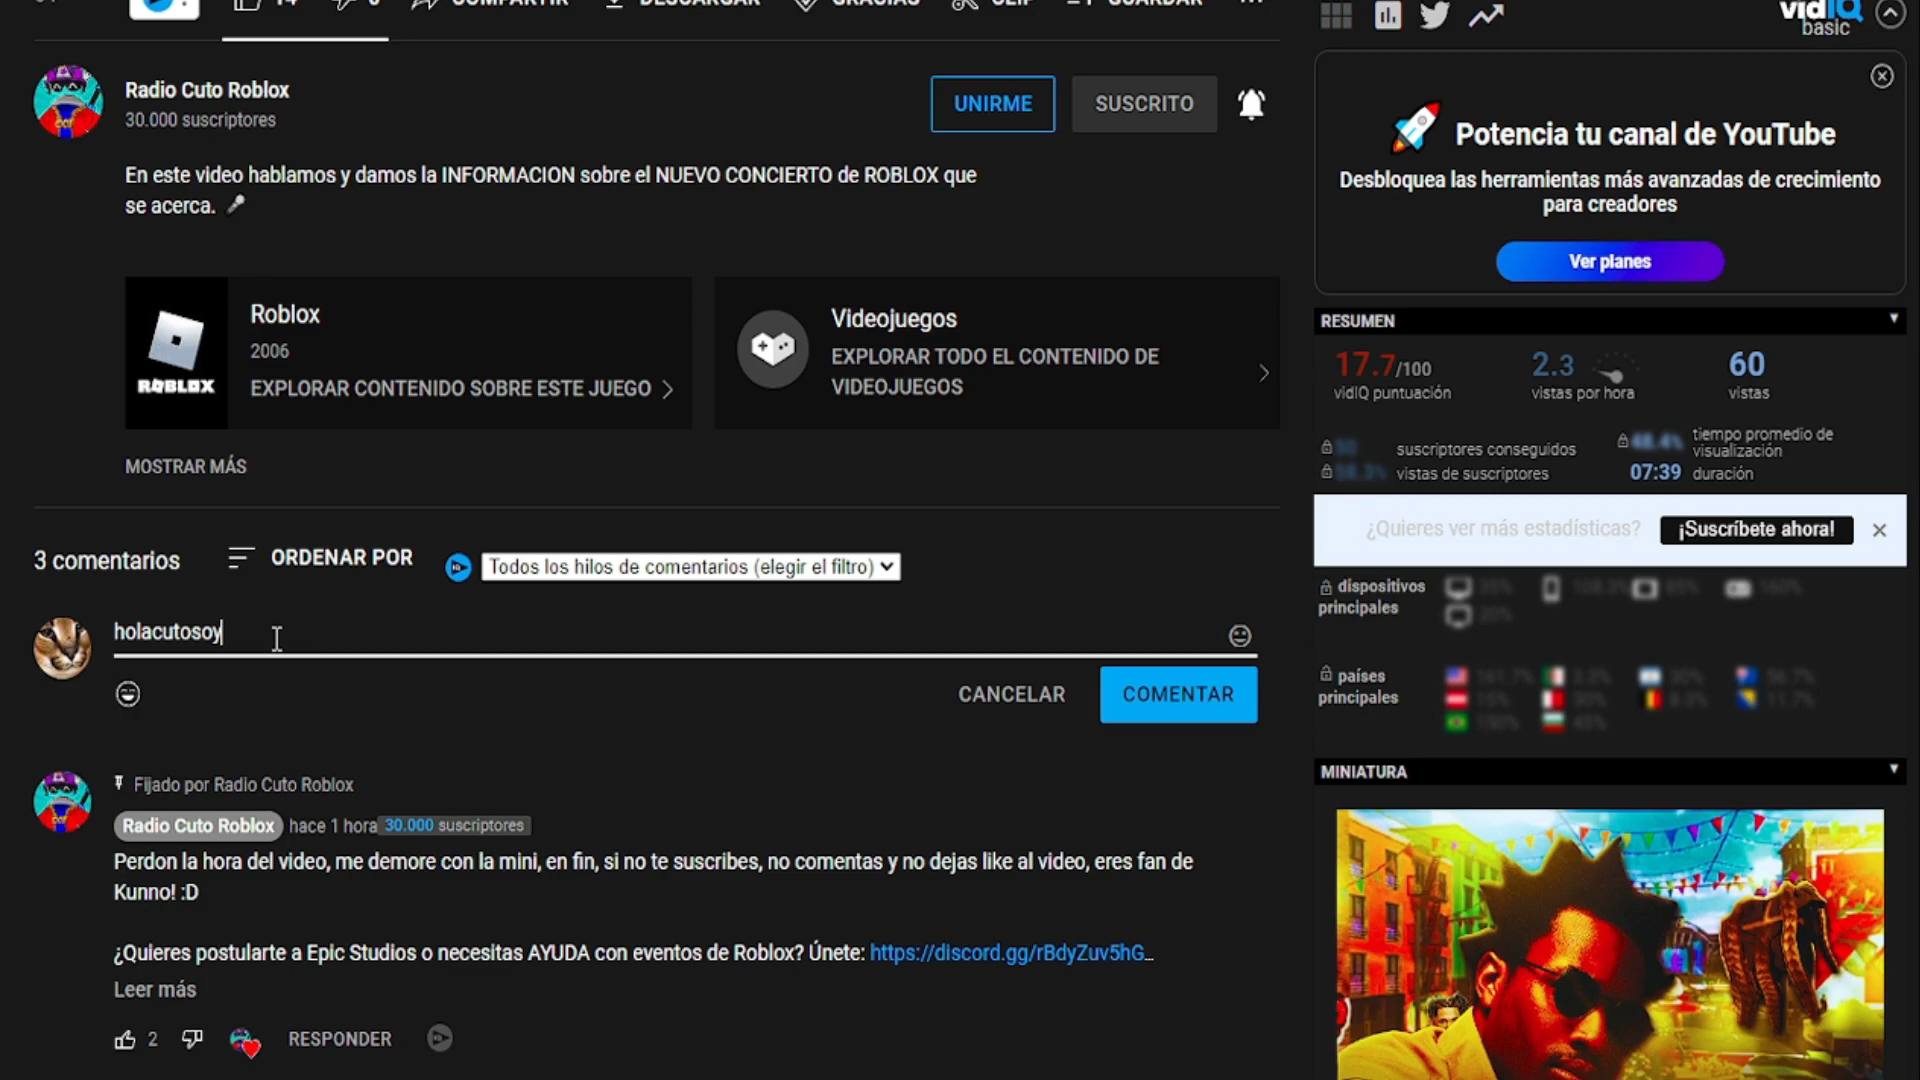 14
COMPARTIR
DESCARGAR
GRACIAS
CLIP
GUARDAR
vidIQ
basic
Radio Cuto Roblox
30.000 suscriptores
UNIRME
SUSCRITO
En este video hablamos y damos la INFORMACION sobre el NUEVO CONCIERTO de ROBLOX que
se acerca.
Roblox
2006
EXPLORAR CONTENIDO SOBRE ESTE JUEGO
ROBLOX
Videojuegos
EXPLORAR TODO EL CONTENIDO DE
VIDEOJUEGOS
MOSTRAR MÁS
3 comentarios
ORDENAR POR
Todos los hilos de comentarios (elegir el filtro)
holacutosoy
CANCELAR
COMENTAR
Fijado por Radio Cuto Roblox
Radio Cuto Roblox hace 1 hora 30.000 suscriptores
Perdon la hora del video, me demore con la mini, en fin, si no te suscribes, no comentas y no dejas like al video, eres fan de
Kunno! :D
¿Quieres postularte a Epic Studios o necesitas AYUDA con eventos de Roblox? Únete: https://discord.gg/rBdyZuv5hG...
Leer más
2
RESPONDER
Potencia tu canal de YouTube
Desbloquea las herramientas más avanzadas de crecimiento
para creadores
Ver planes
RESUMEN
17.7/100
vidIQ puntuación
2.3
vistas por hora
60
vistas
suscriptores conseguidos
vistas de suscriptores
tiempo promedio de
visualización
07:39 duración
¿Quieres ver más estadísticas?
¡Suscríbete ahora!
dispositivos
principales
países
principales
MINIATURA